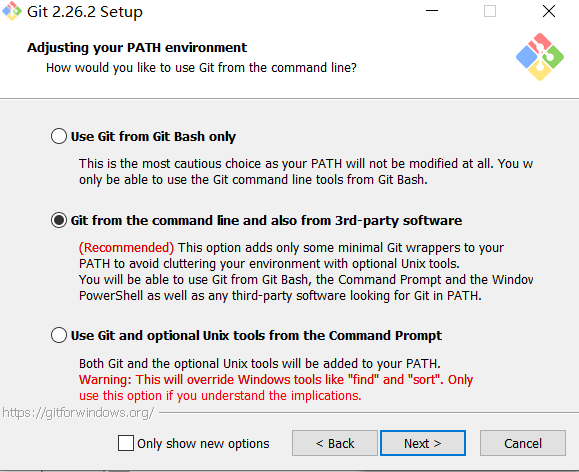 Git 2.26.2 Setup
Adjusting your PATH environment
How would you like to use Git from the command line?
Use Git from Git Bash only
This is the most cautious choice as your PATH will not be modified at all. You w
only be able to use the Git command line tools from Git Bash.
Git from the command line and also from 3rd-party software
(Recommended) This option adds only some minimal Git wrappers to your
PATH to avoid cluttering your environment with optional Unix tools.
You will be able to use Git from Git Bash, the Command Prompt and the Window
PowerShell as well as any third-party software looking for Git in PATH.
Use Git and optional Unix tools from the Command Prompt
Both Git and the optional Unix tools will be added to your PATH.
Warning: This will override Windows tools like "find" and "sort". Only
use this option if you understand the implications.
https://gitforwindows.org/
Only show new options < Back Next > Cancel